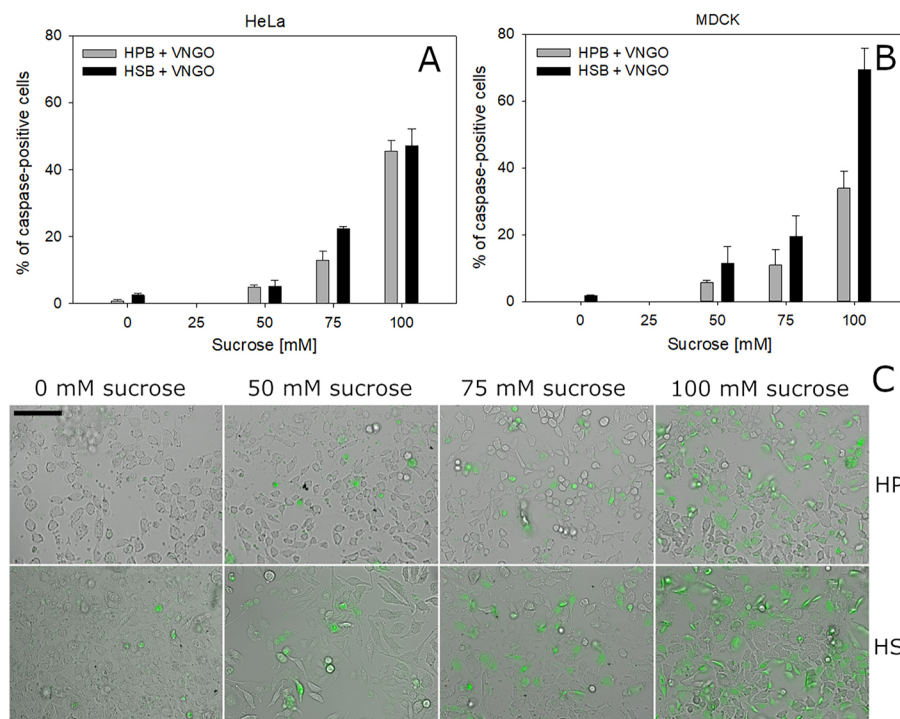 HeLa
80
60
40
20
0
% of caspase-positive cells
HPB + VNGO
HSB + VNGO
A
0 25 50 75 100
Sucrose [mM]
MDCK
80
60
40
20
0
% of caspase-positive cells
HPB + VNGO
HSB + VNGO
B
0 25 50 75 100
Sucrose [mM]
C
0 mM sucrose 50 mM sucrose 75 mM sucrose 100 mM sucrose
HP
HS